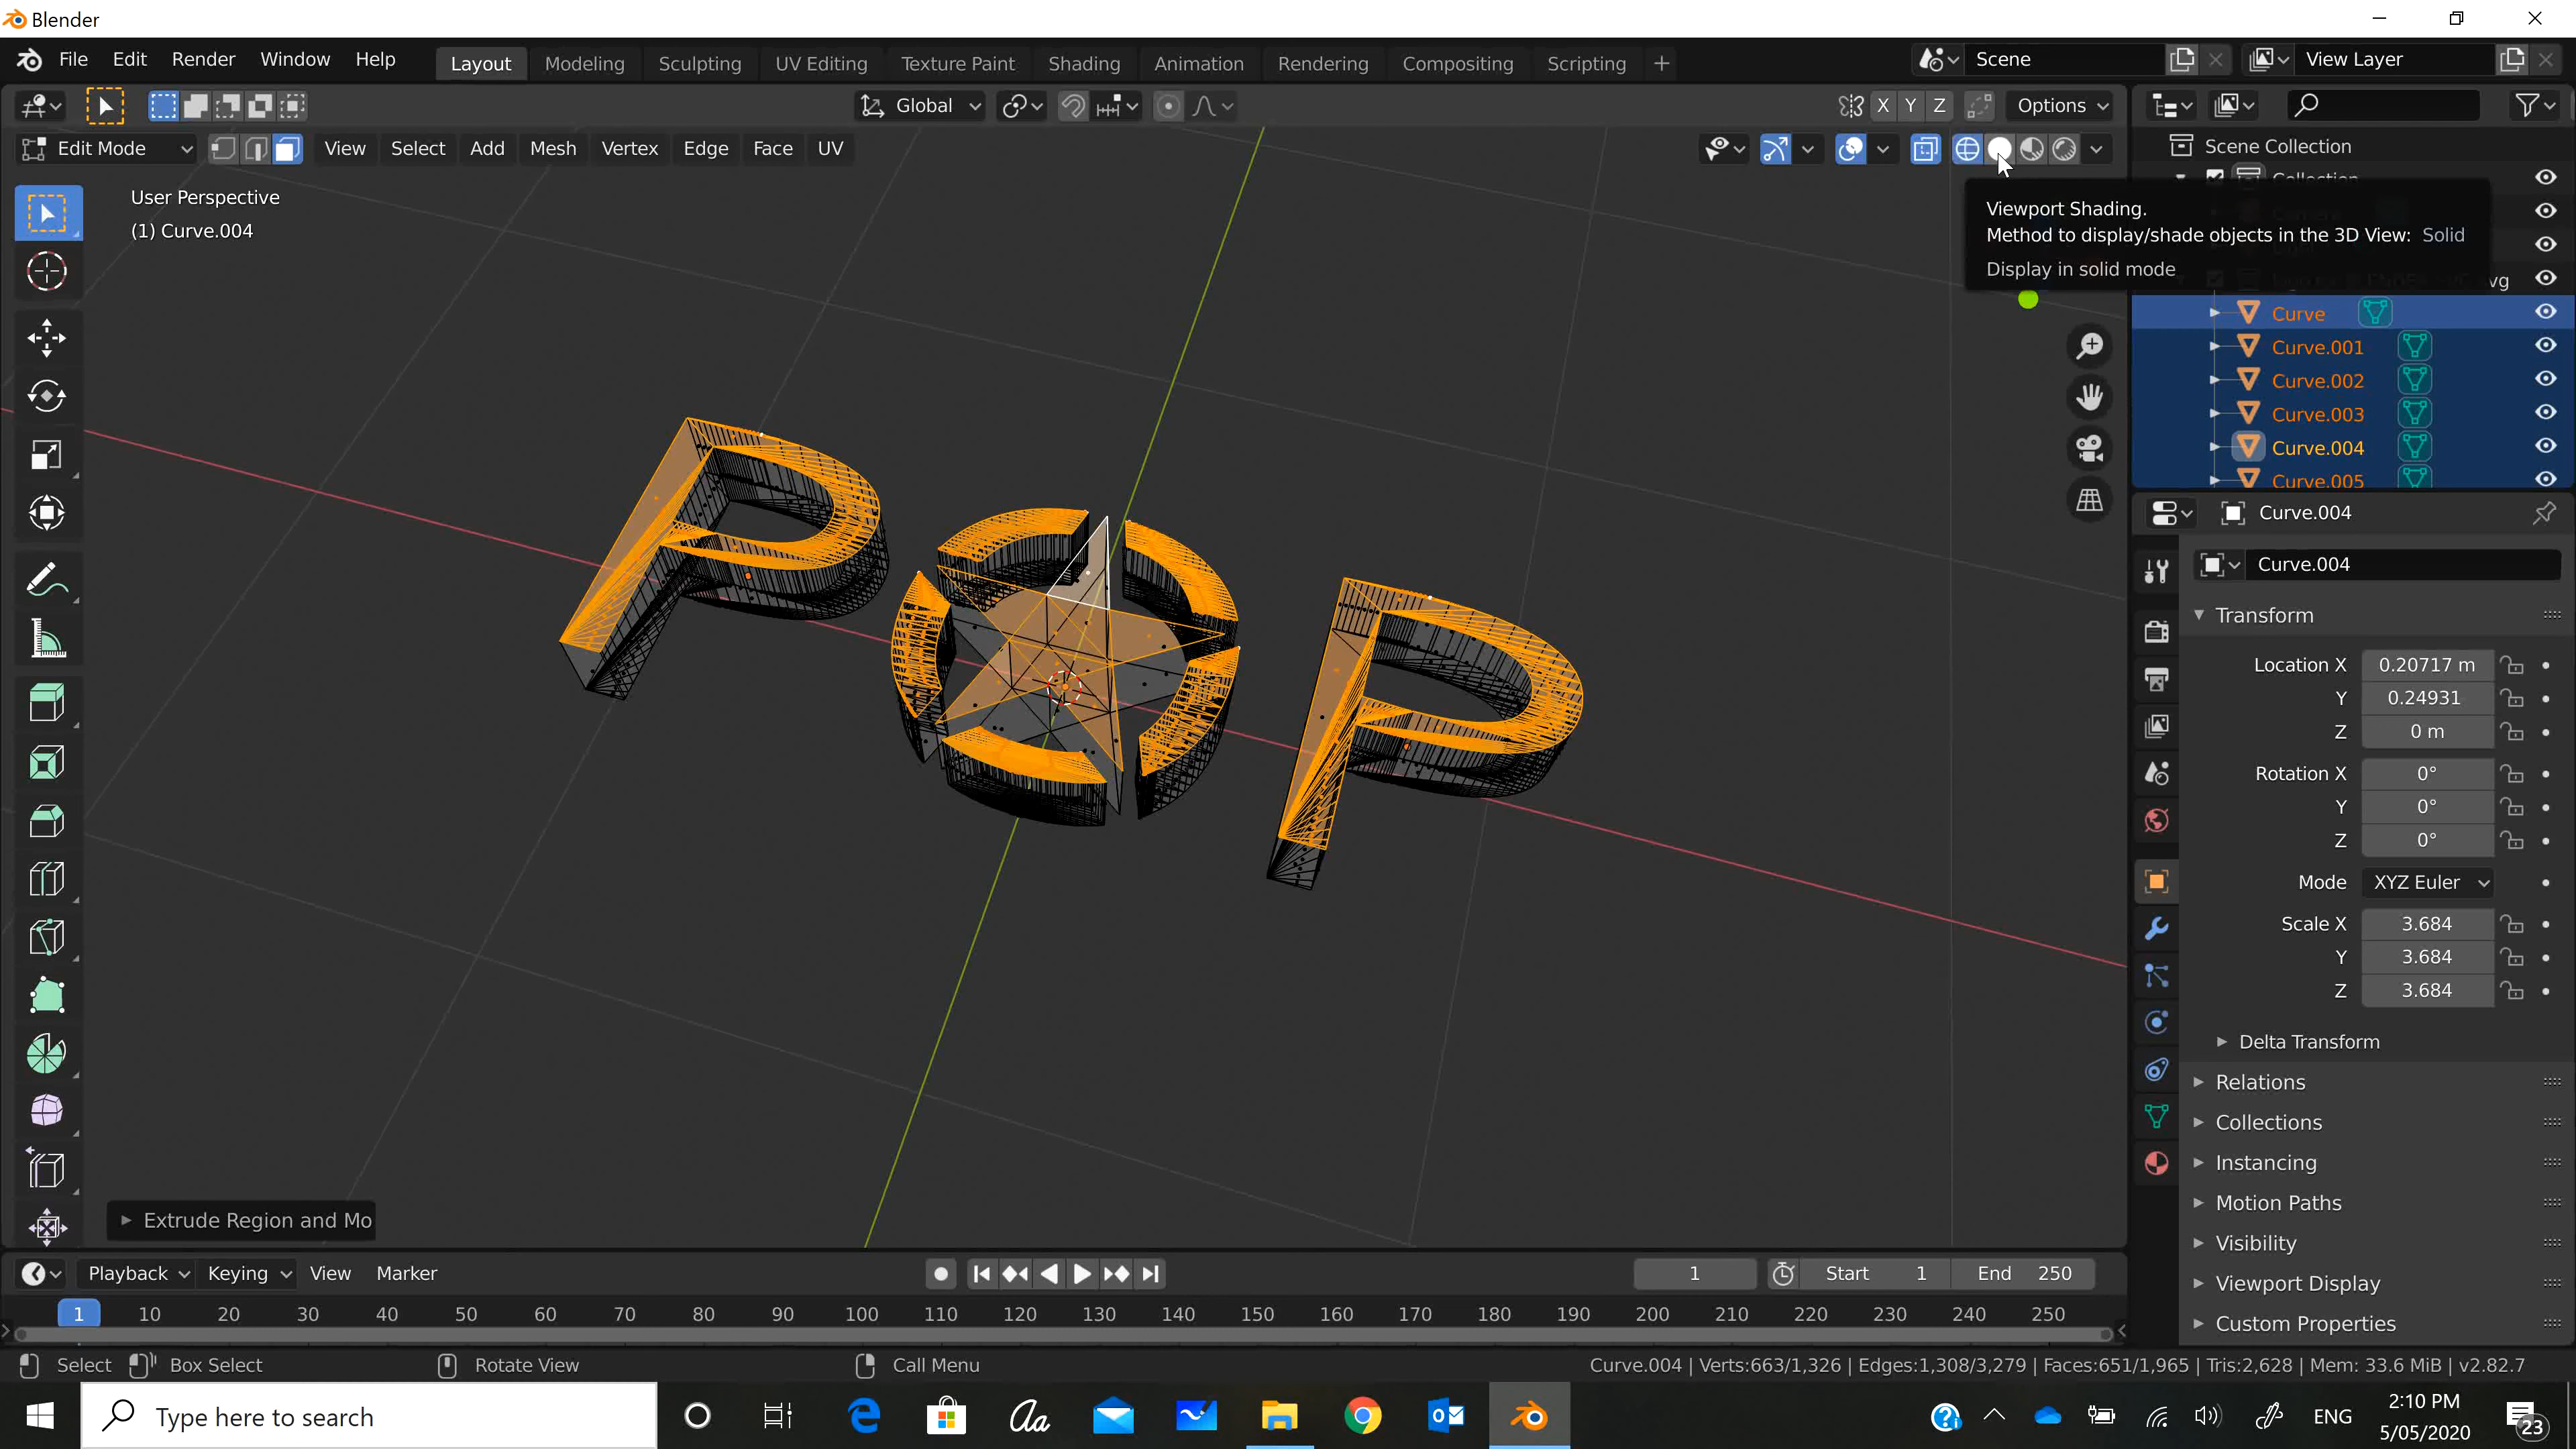 Blender
File Edit Render Window Help Layout Modeling Sculpting UV Editing Texture Paint Shading Animation Rendering Compositing Scripting + Scene View Layer
Global X Y Z Options
Edit Mode View Select Add Mesh Vertex Edge Face UV
Scene Collection
User Perspective
(1) Curve.004
Viewport Shading.
Method to display/shade objects in the 3D View: Solid
Display in solid mode
vg
Curve
Curve.001
Curve.002
Curve.003
Curve.004
Curve.005
Curve.004
Curve.004
Transform
Location X 0.20717 m
Y 0.24931
Z 0 m
Rotation X 0°
Y 0°
Z 0°
Mode XYZ Euler
Scale X 3.684
Y 3.684
Z 3.684
Delta Transform
Relations
Collections
Instancing
Motion Paths
Visibility
Viewport Display
Custom Properties
POP
Extrude Region and Mo
Playback Keying View Marker 1 Start 1 End 250
1 10 20 30 40 50 60 70 80 90 100 110 120 130 140 150 160 170 180 190 200 210 220 230 240 250
Select Box Select Rotate View Call Menu Curve.004 | Verts:663/1,326 | Edges:1,308/3,279 | Faces:651/1,965 | Tris:2,628 | Mem: 33.6 MiB | v2.82.7
Type here to search
ENG
2:10 PM
5/05/2020
23